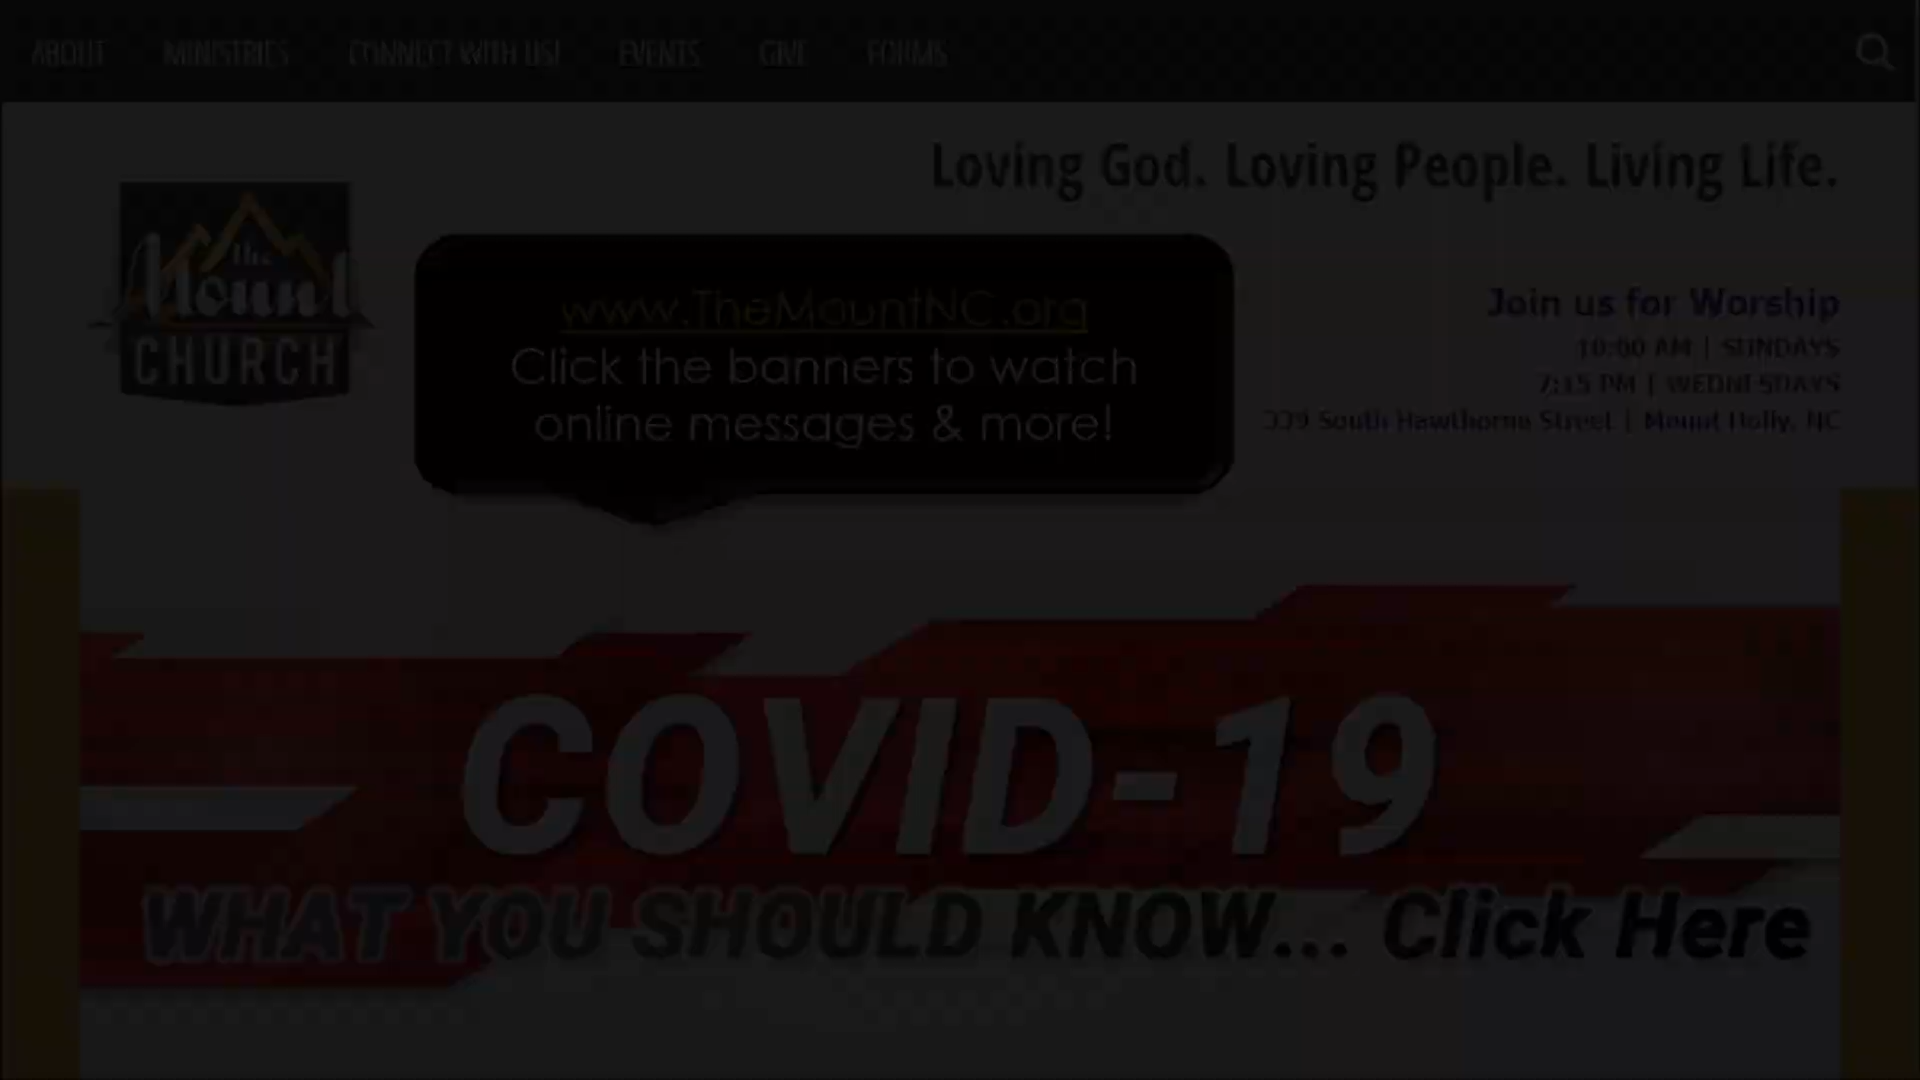 ABOUT MINISTRIES CONNECT WITH US! EVENTS GIVE FORMS
Loving God. Loving People. Living Life.
the
Mount
CHURCH
www.TheMountNC.org
Click the banners to watch
online messages & more!
Join us for Worship
10:00 AM | SUNDAYS
7:15 PM | WEDNESDAYS
South Hawthorne Street | Mount Holly, NC
COVID-19
WHAT YOU SHOULD KNOW... Click Here